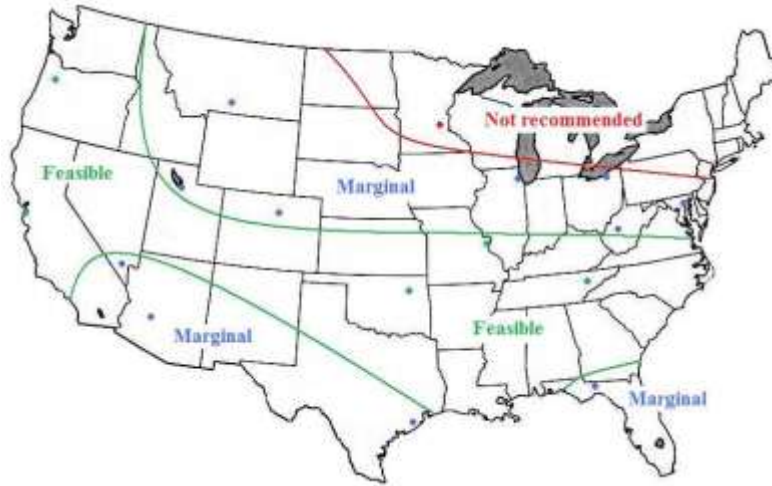 Not recommended
Feasible
Marginal
Marginal
Feasible
Marginal